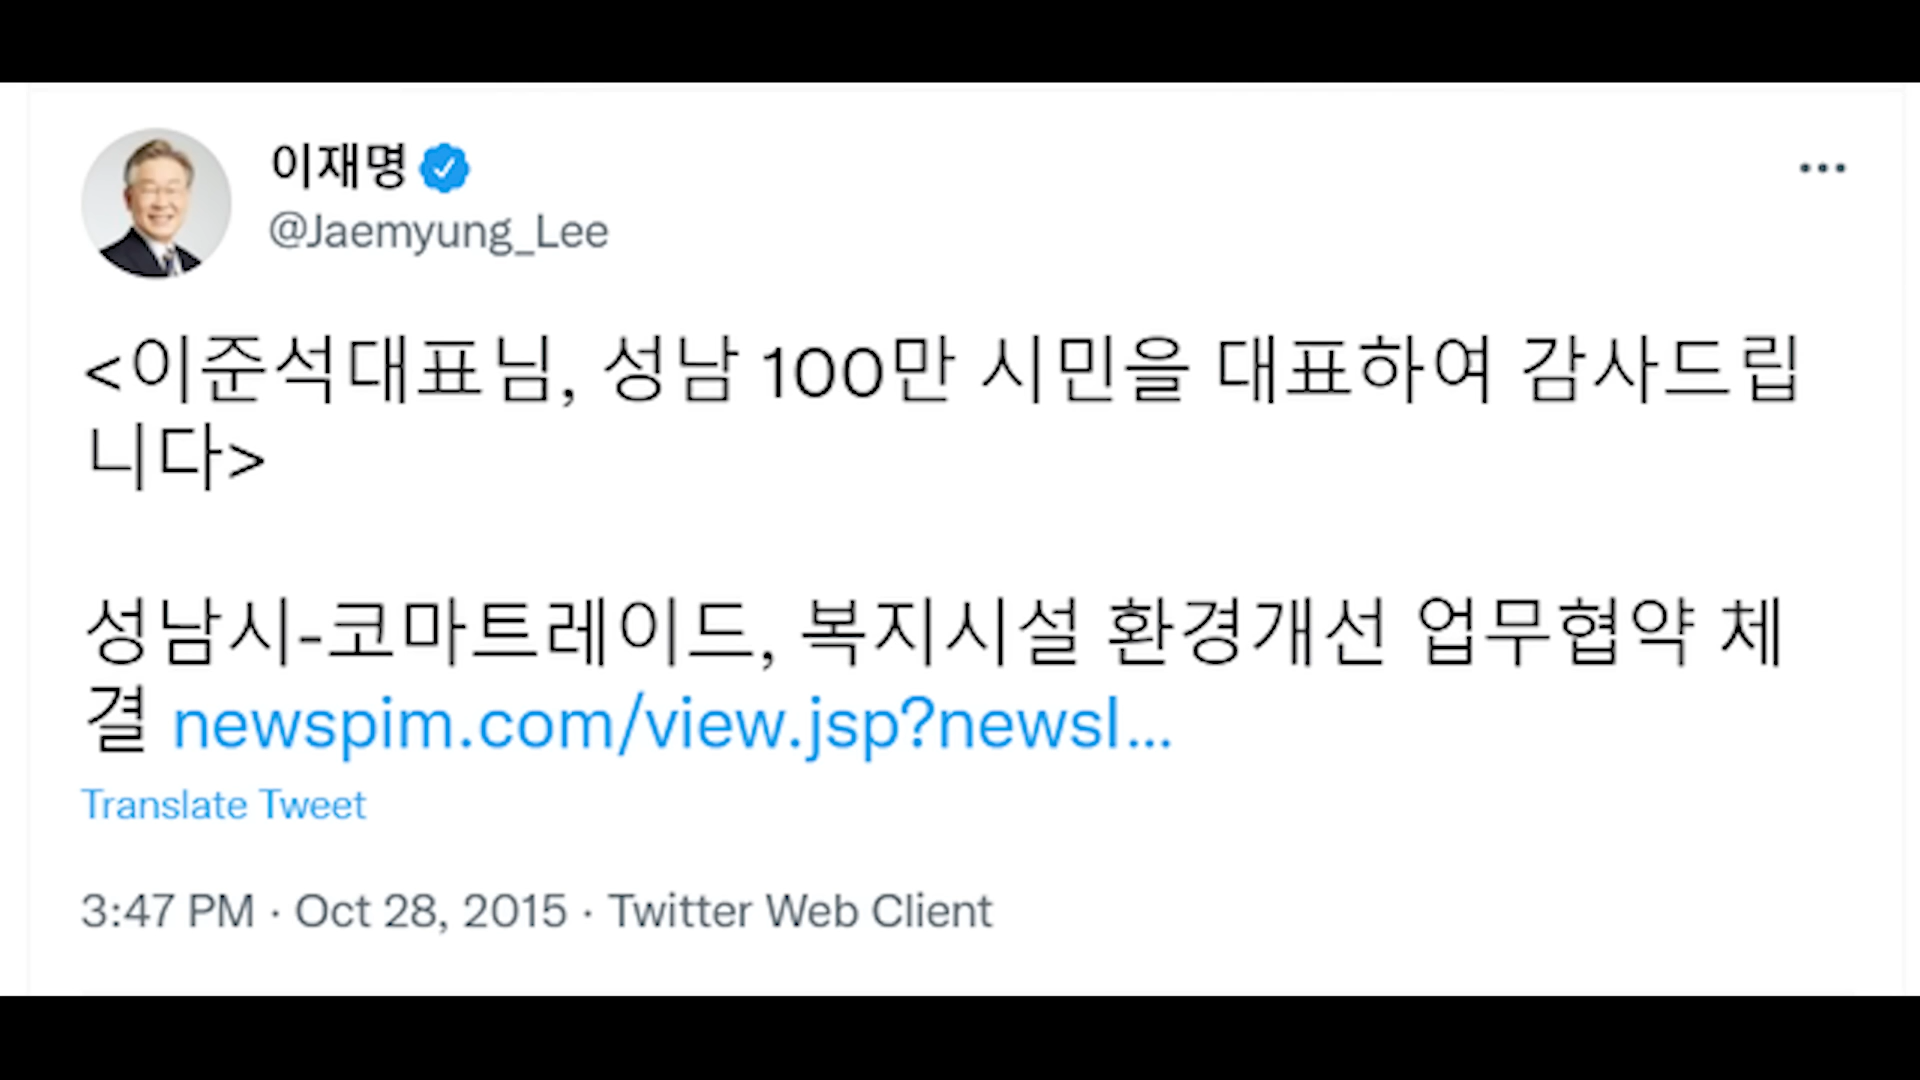 이재명
@Jaemyung_Lee
<이준석대표님, 성남 100만 시민을 대표하여 감사드립
니다>
성남시-코마트레이드, 복지시설 환경개선 업무협약 체
결 newspim.com/view.jsp?newsI...
Translate Tweet
3:47 PM · Oct 28, 2015 · Twitter Web Client